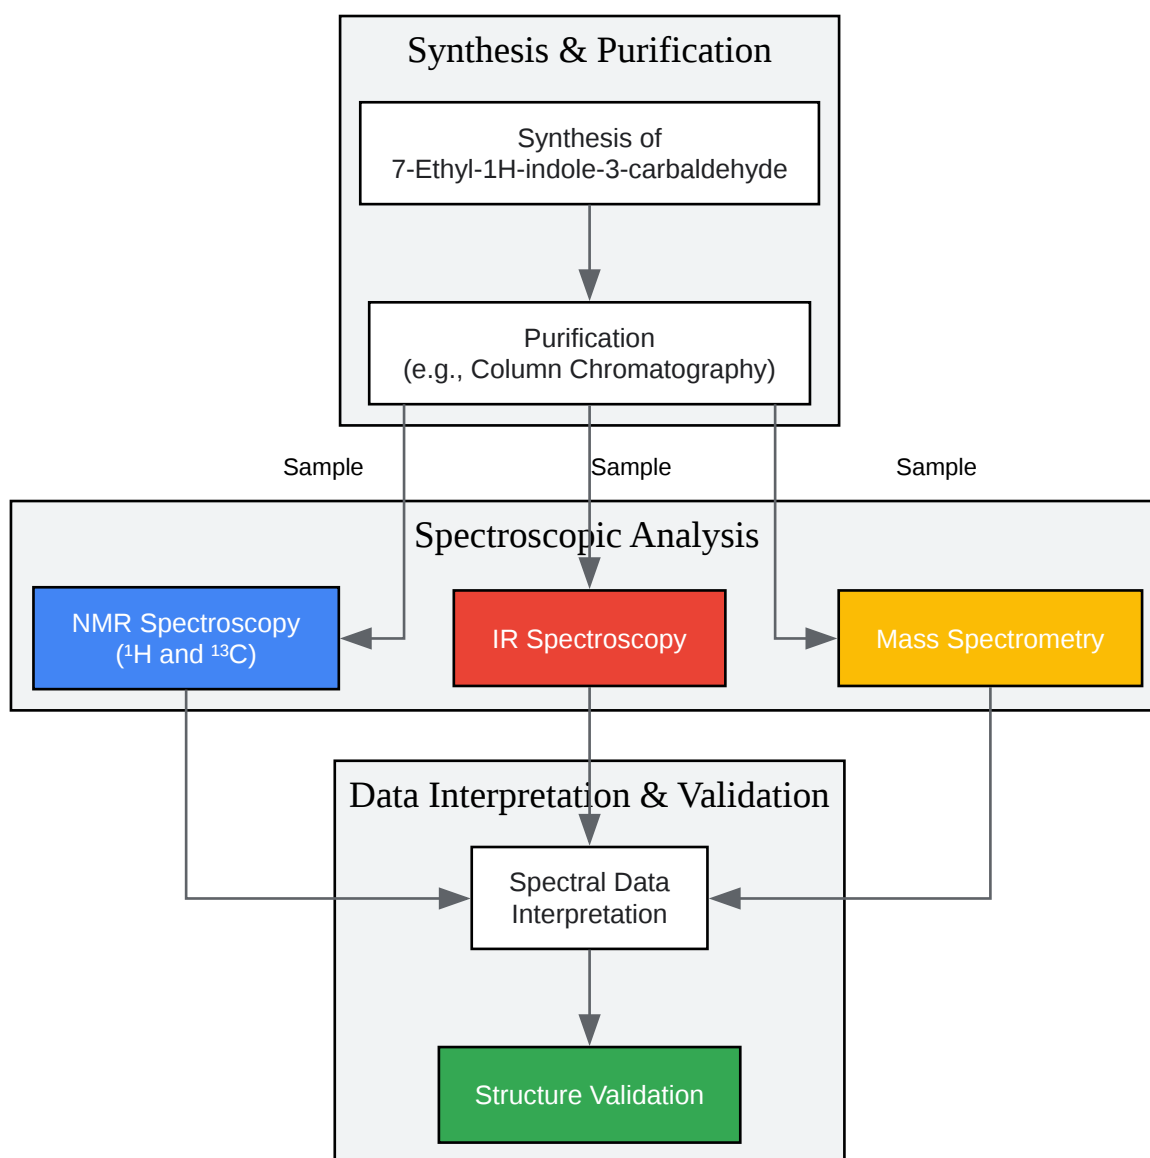 Synthesis & Purification
Synthesis of
7-Ethyl-1H-indole-3-carbaldehyde
Purification
(e.g., Column Chromatography)
Sample
Sample
Sample
Spectroscopic Analysis
NMR Spectroscopy
(¹H and ¹³C)
IR Spectroscopy
Mass Spectrometry
Data Interpretation & Validation
Spectral Data
Interpretation
Structure Validation